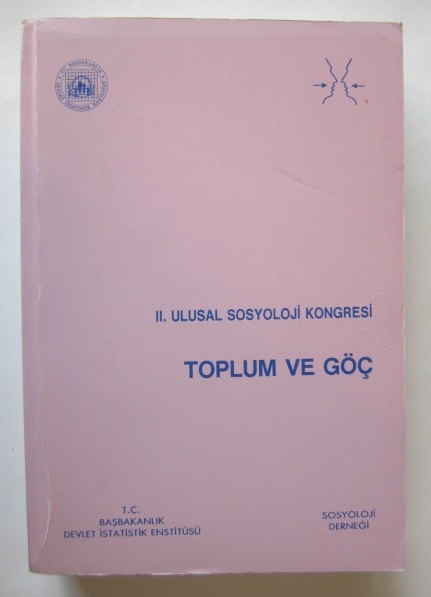 II. ULUSAL SOSYOLOJİ KONGRESİ
TOPLUM VE GÖÇ
T.C.
BAŞBAKANLIK
DEVLET İSTATİSTİK ENSTİTÜSÜ
SOSYOLOJİ
DERNEĞİ